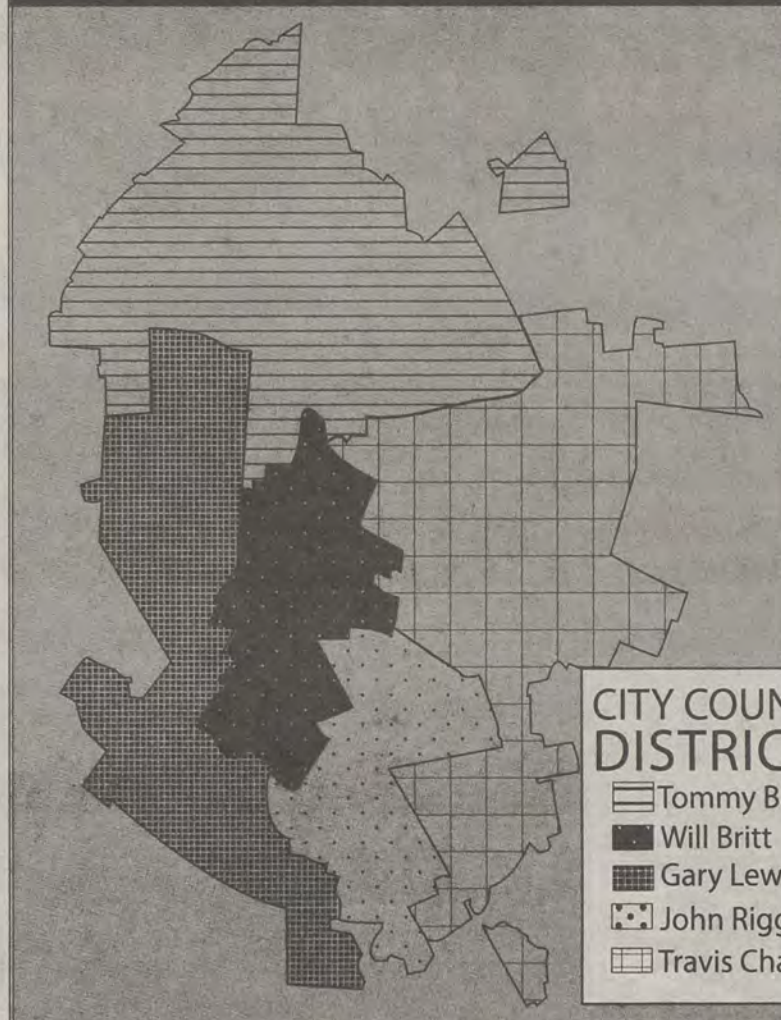 CITY COUN
DISTRIC
Tommy B
Will Britt
Gary Lew
John Rigg
Travis Cha